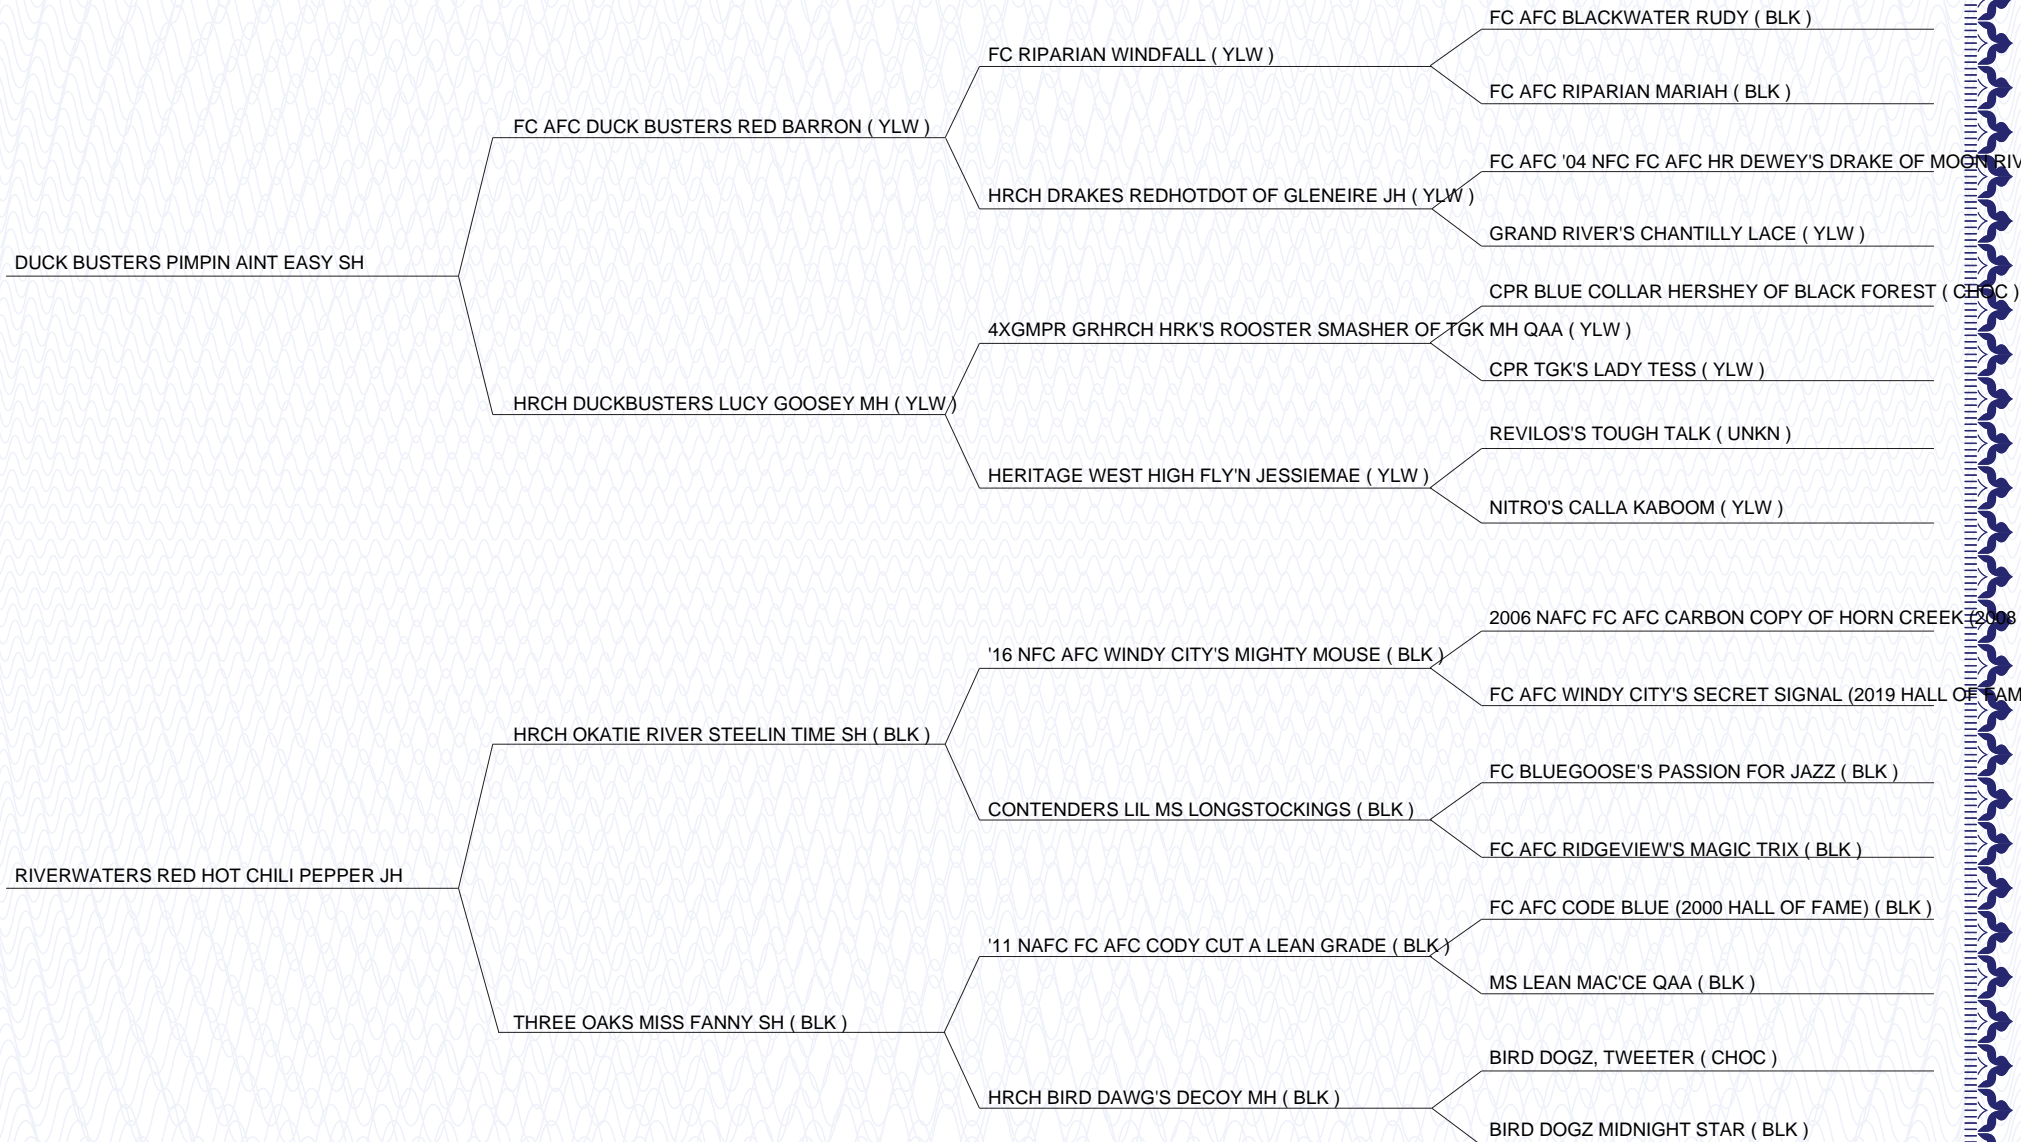 FC AFC BLACKWATER RUDY ( BLK )
FC RIPARIAN WINDFALL ( YLW )
FC AFC RIPARIAN MARIAH ( BLK )
FC AFC DUCK BUSTERS RED BARRON ( YLW )
FC AFC '04 NFC FC AFC HR DEWEY'S DRAKE OF MOON RIV
HRCH DRAKES REDHOTDOT OF GLENEIRE JH ( YLW )
GRAND RIVER'S CHANTILLY LACE ( YLW )
DUCK BUSTERS PIMPIN AINT EASY SH
CPR BLUE COLLAR HERSHEY OF BLACK FOREST ( CHOC )
4XGMPR GRHRCH HRK'S ROOSTER SMASHER OF TGK MH QAA ( YLW )
CPR TGK'S LADY TESS ( YLW )
HRCH DUCKBUSTERS LUCY GOOSEY MH ( YLW )
REVILOS'S TOUGH TALK ( UNKN )
HERITAGE WEST HIGH FLY'N JESSIEMAE ( YLW )
NITRO'S CALLA KABOOM ( YLW )
2006 NAFC FC AFC CARBON COPY OF HORN CREEK (2008
'16 NFC AFC WINDY CITY'S MIGHTY MOUSE ( BLK )
FC AFC WINDY CITY'S SECRET SIGNAL (2019 HALL OF FAM
HRCH OKATIE RIVER STEELIN TIME SH ( BLK )
FC BLUEGOOSE'S PASSION FOR JAZZ ( BLK )
CONTENDERS LIL MS LONGSTOCKINGS ( BLK )
FC AFC RIDGEVIEW'S MAGIC TRIX ( BLK )
RIVERWATERS RED HOT CHILI PEPPER JH
FC AFC CODE BLUE (2000 HALL OF FAME) ( BLK )
'11 NAFC FC AFC CODY CUT A LEAN GRADE ( BLK )
MS LEAN MAC'CE QAA ( BLK )
THREE OAKS MISS FANNY SH ( BLK )
BIRD DOGZ, TWEETER ( CHOC )
HRCH BIRD DAWG'S DECOY MH ( BLK )
BIRD DOGZ MIDNIGHT STAR ( BLK )